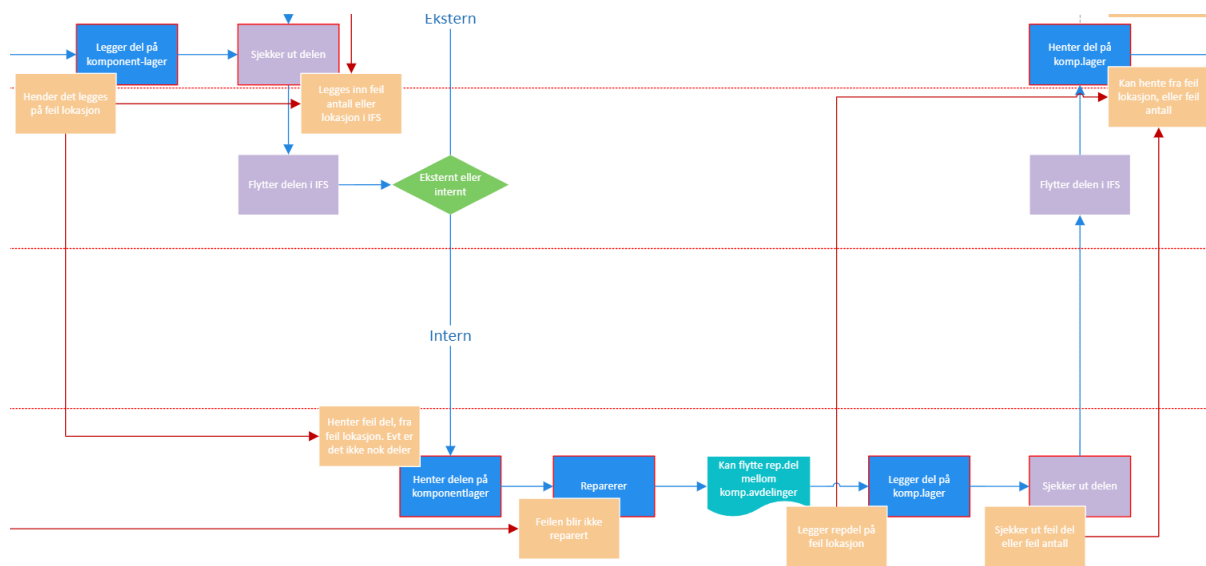 Ekstern
Legger del på
komponent-lager
Sjekker ut delen
Henter del på
komp.lager
Hender det legges
på feil lokasjon
Legges inn feil
antall eller
lokasjon i IFS
Kan hente fra feil
lokasjon, eller feil
antall
Flytter delen i IFS
Eksternt eller
internt
Flytter delen i IFS
Intern
Henter feil del, fra
feil lokasjon. Evt er
det ikke nok deler
Henter delen på
komponentlager
Reparerer
Kan flytte rep.del
mellom
komp.avdelinger
Legger del på
komp.lager
Sjekker ut delen
Feilen blir ikke
reparert
Legger repdel på
feil lokasjon
Sjekker ut feil del
eller feil antall